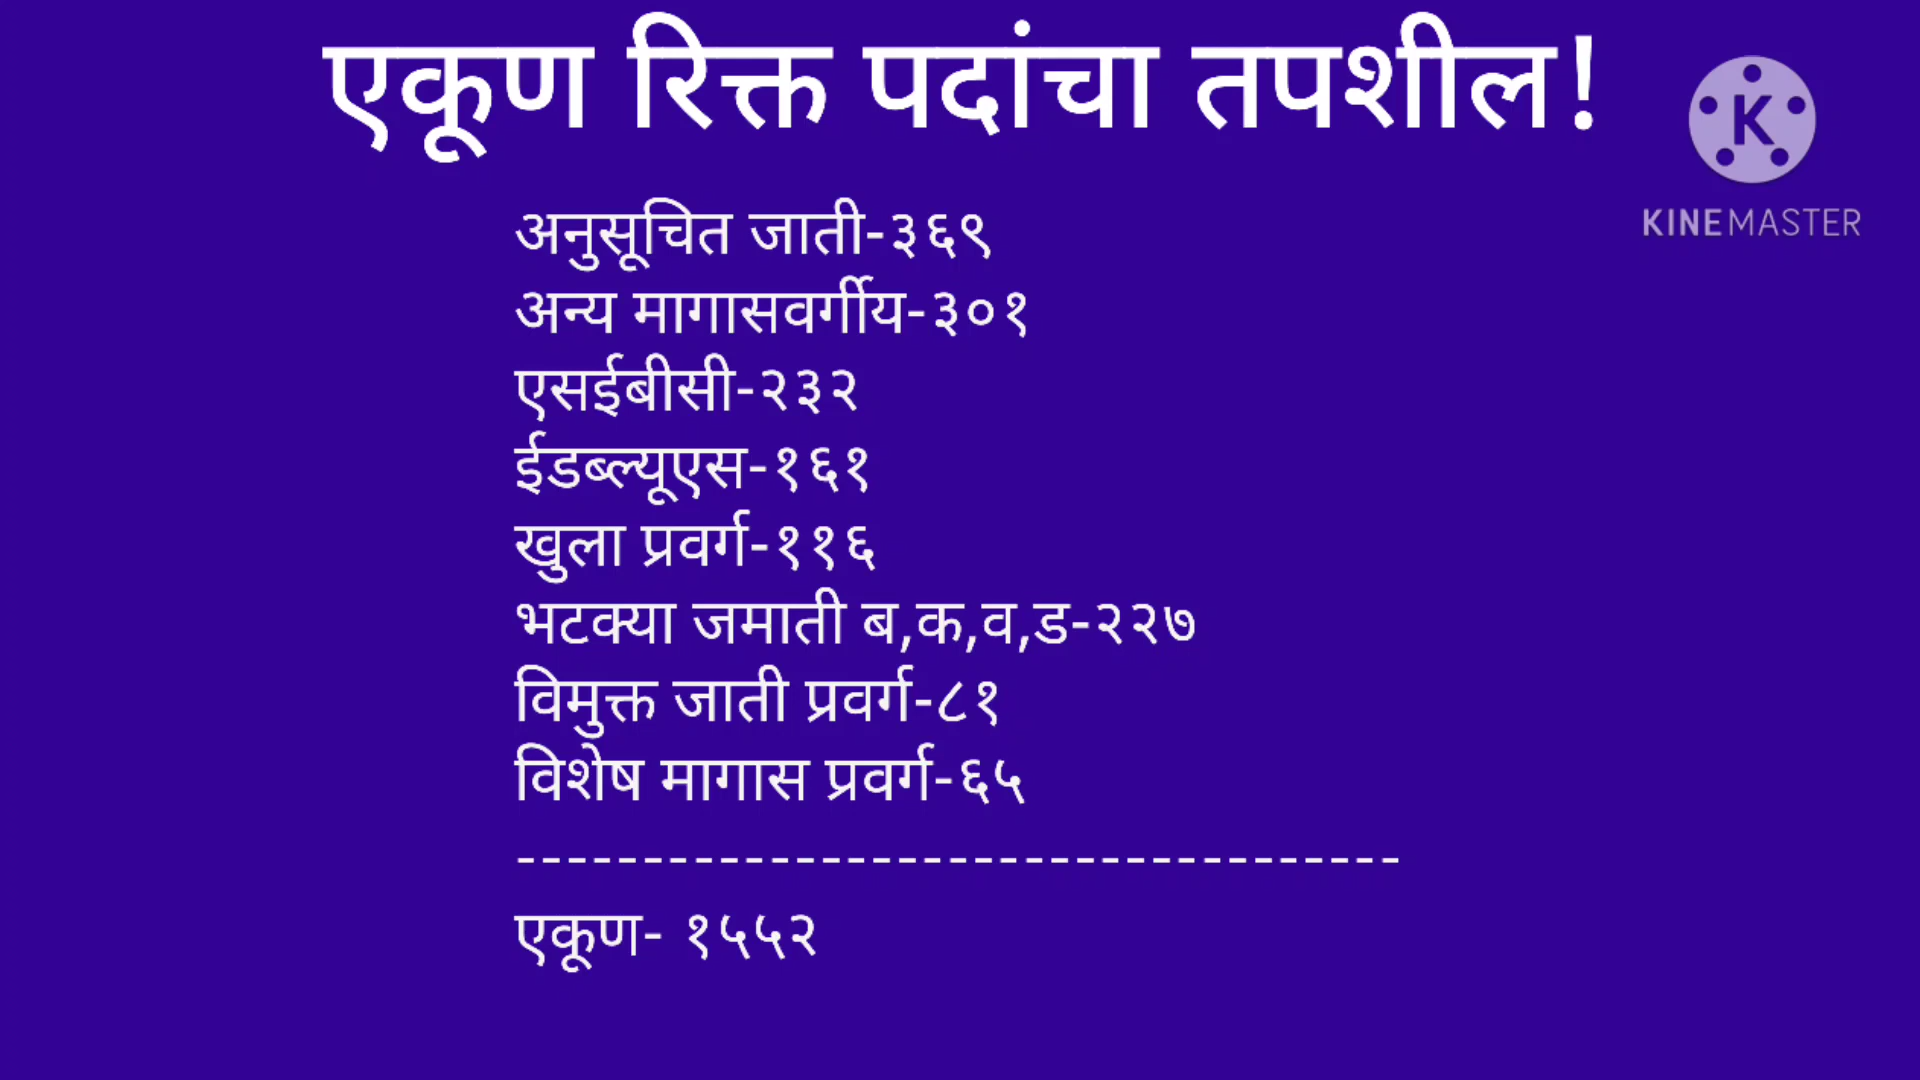 एकूण रिक्त पदांचा तपशील!
KINEMASTER
अनुसूचित जाती-३६९
अन्य मागासवर्गीय-३०१
एसईबीसी-२३२
ईडब्ल्यूएस-१६१
खुला प्रवर्ग-११६
भटक्या जमाती ब,क,व,ड-२२७
विमुक्त जाती प्रवर्ग-८१
विशेष मागास प्रवर्ग-६५
-----------------------------------
एकूण- १५५२